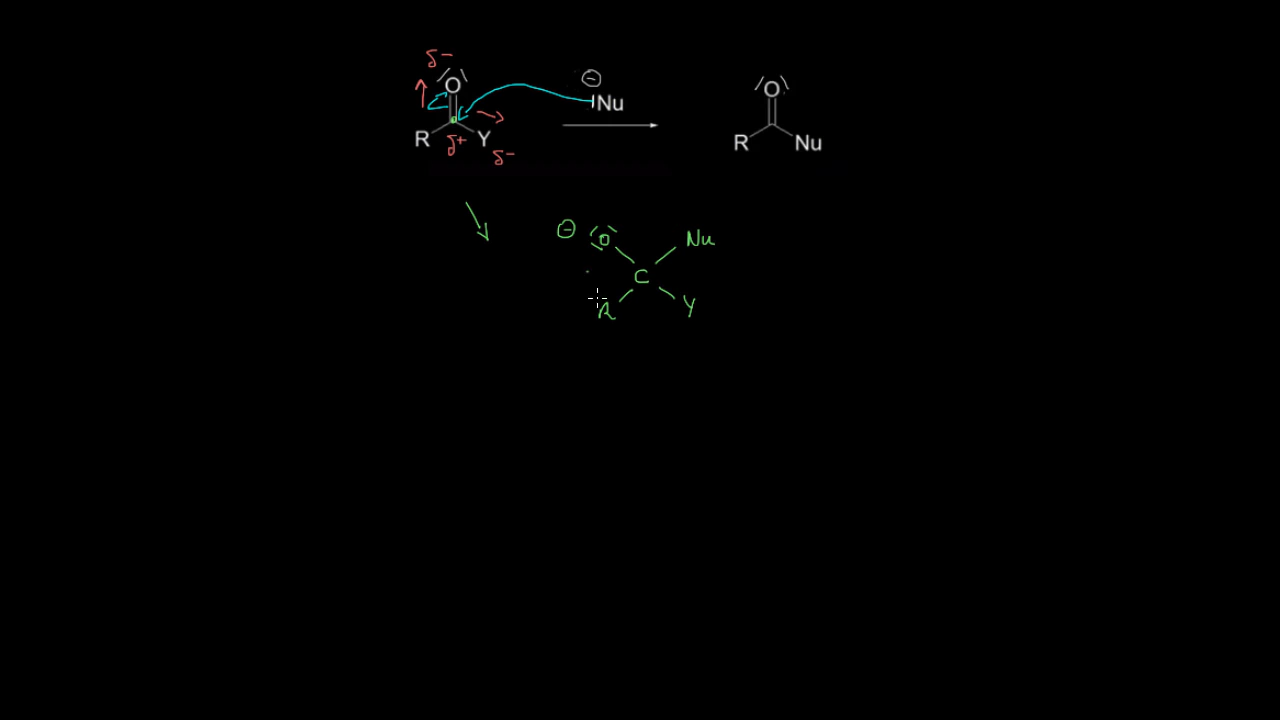 δ-
O ⊖ O
Nu
R δ+ Y R Nu
δ-
⊖ O Nu
C
R Y